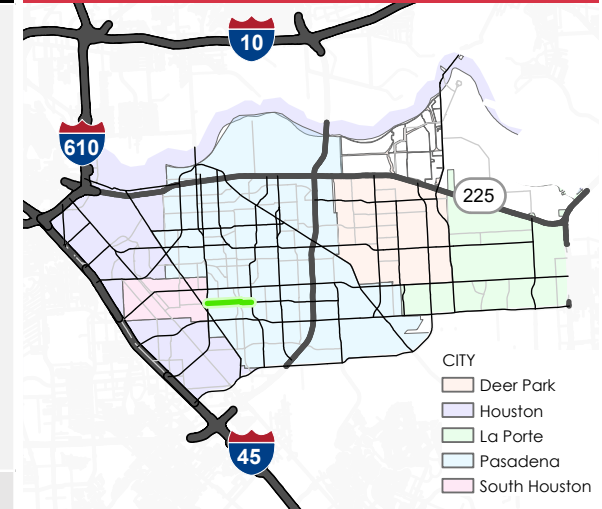 10
610
225
CITY
Deer Park
Houston
La Porte
Pasadena
South Houston
45